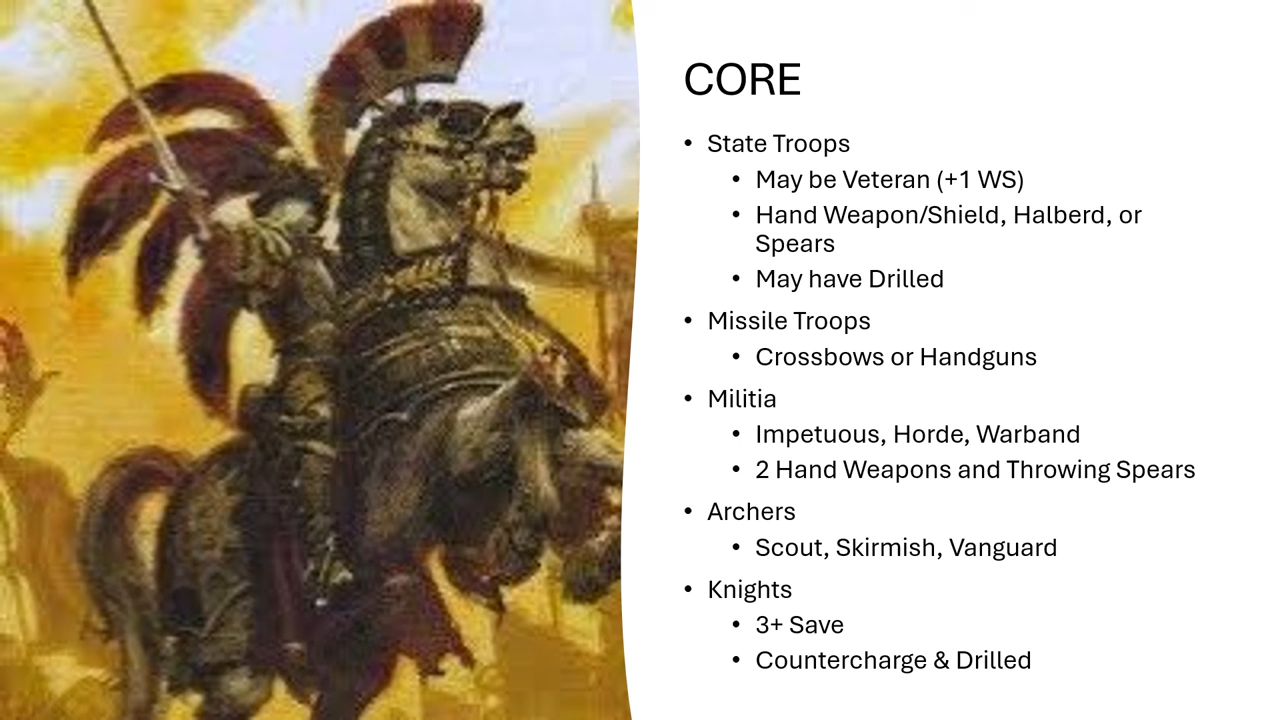 CORE
• State Troops
• May be Veteran (+1 WS)
• Hand Weapon/Shield, Halberd, or
Spears
• May have Drilled
• Missile Troops
• Crossbows or Handguns
• Militia
• Impetuous, Horde, Warband
• 2 Hand Weapons and Throwing Spears
• Archers
• Scout, Skirmish, Vanguard
• Knights
• 3+ Save
• Countercharge & Drilled